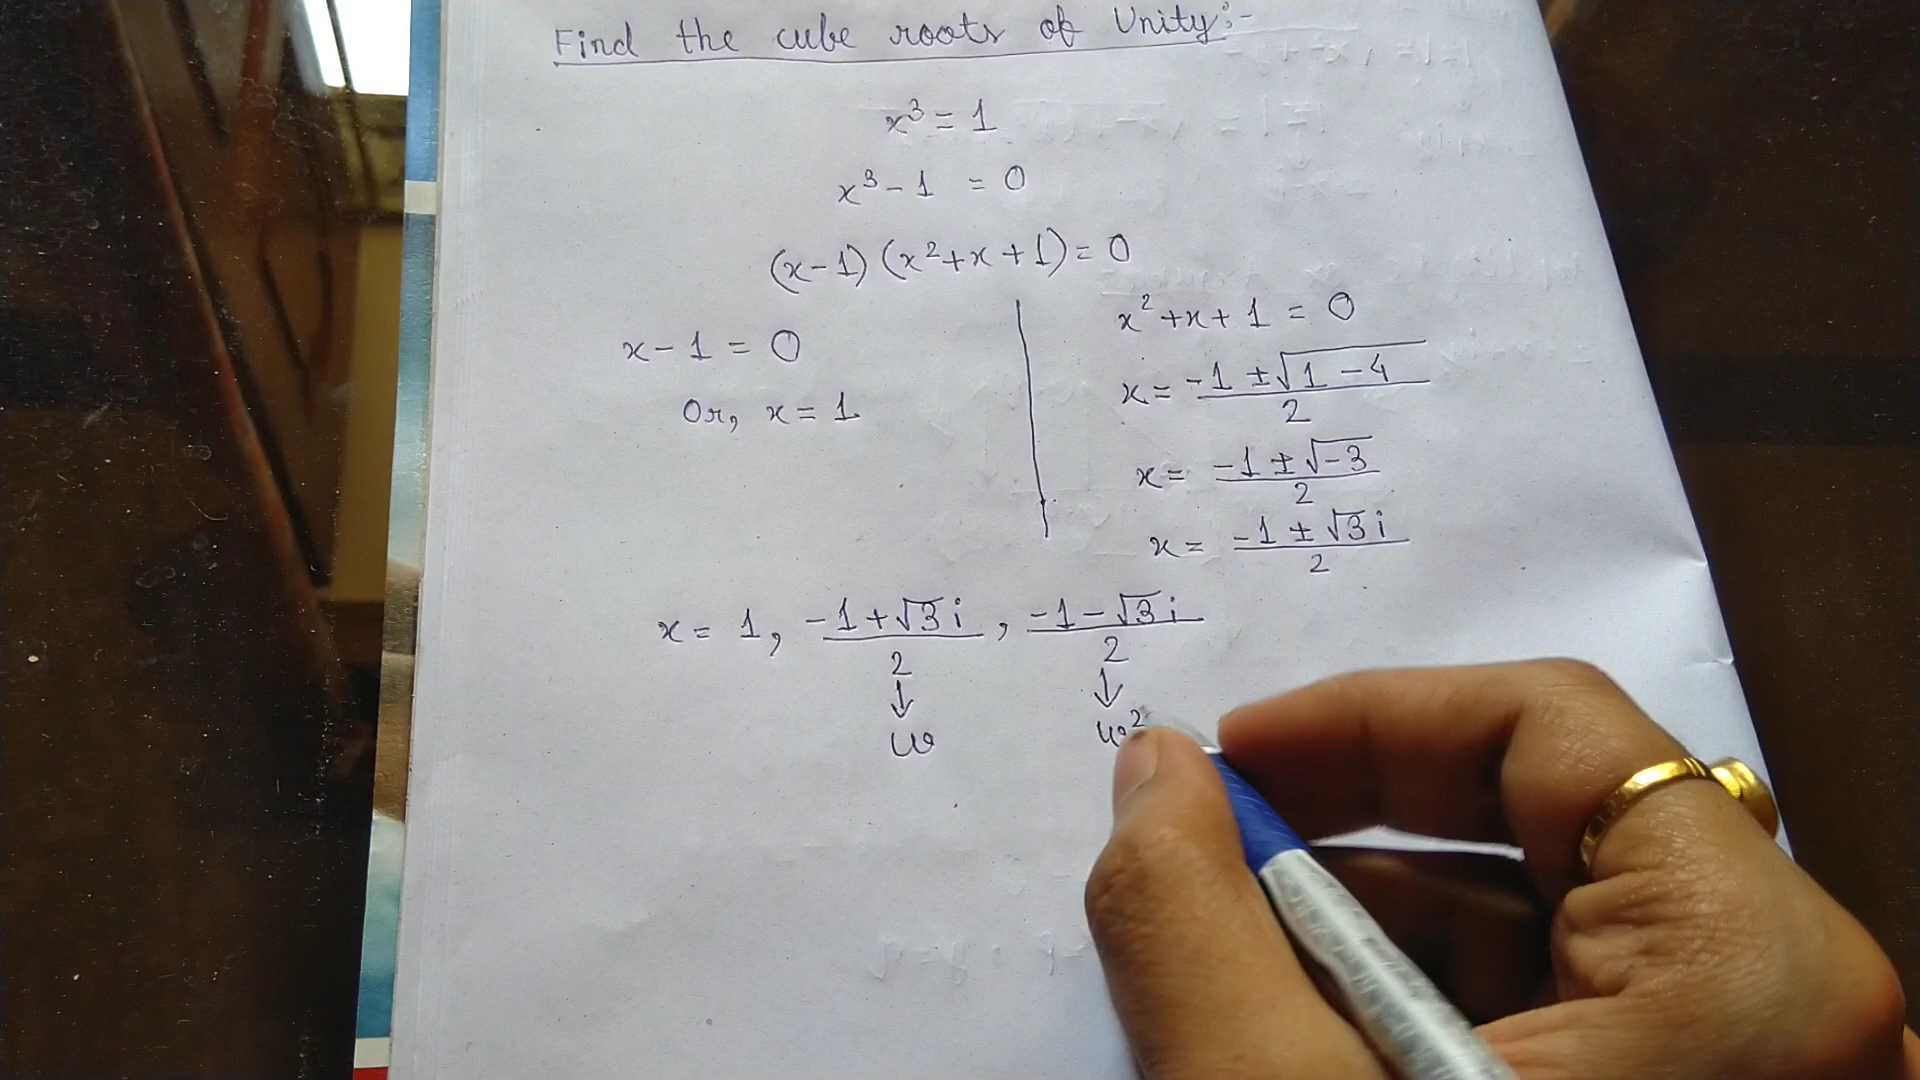 Find the cube roots of Unity:-
x³ = 1
x³ - 1 = 0
(x-1) (x²+x+1) = 0
x - 1 = 0
Or, x = 1
x²+x+1 = 0
x = (-1 ± √(1-4))/2
x = (-1 ± √-3)/2
x = (-1 ± √3 i)/2
x = 1, (-1+√3 i)/2, (-1-√3 i)/2
↓ ↓
ω ω²